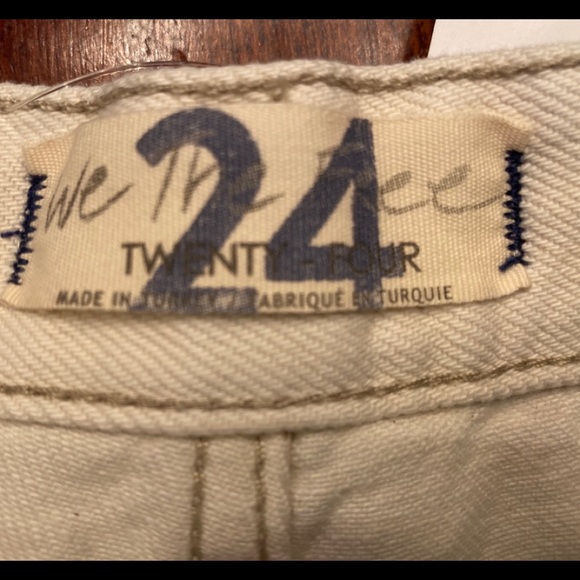 24
We The Free
TWENTY - FOUR
MADE IN TURKEY / FABRIQUÉ EN TURQUIE